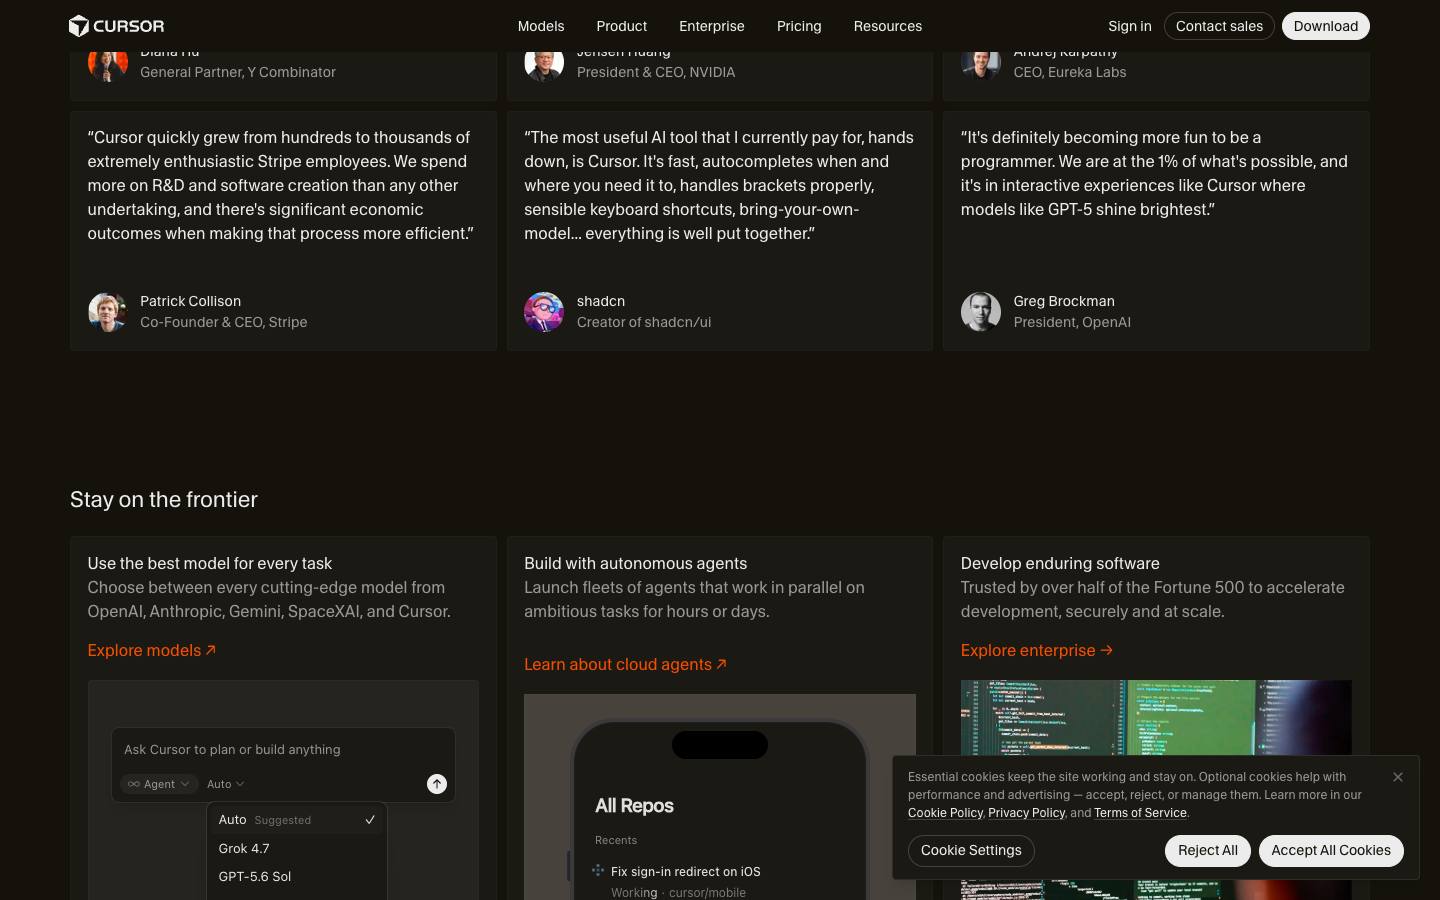 CURSOR
Models
Product
Enterprise
Pricing
Resources
Sign in
Contact sales
Download
Diana Hu
General Partner, Y Combinator
Jensen Huang
President & CEO, NVIDIA
Andrej Karpathy
CEO, Eureka Labs
“Cursor quickly grew from hundreds to thousands of
extremely enthusiastic Stripe employees. We spend
more on R&D and software creation than any other
undertaking, and there's significant economic
outcomes when making that process more efficient.”
Patrick Collison
Co-Founder & CEO, Stripe
“The most useful AI tool that I currently pay for, hands
down, is Cursor. It's fast, autocompletes when and
where you need it to, handles brackets properly,
sensible keyboard shortcuts, bring-your-own-
model... everything is well put together.”
shadcn
Creator of shadcn/ui
“It's definitely becoming more fun to be a
programmer. We are at the 1% of what's possible, and
it's in interactive experiences like Cursor where
models like GPT-5 shine brightest.”
Greg Brockman
President, OpenAI
Stay on the frontier
Use the best model for every task
Choose between every cutting-edge model from
OpenAI, Anthropic, Gemini, SpaceXAI, and Cursor.
Explore models ↗
Ask Cursor to plan or build anything
Agent
Auto
Auto Suggested ✓
Grok 4.7
GPT-5.6 Sol
Build with autonomous agents
Launch fleets of agents that work in parallel on
ambitious tasks for hours or days.
Learn about cloud agents ↗
All Repos
Recents
Fix sign-in redirect on iOS
Working · cursor/mobile
Develop enduring software
Trusted by over half of the Fortune 500 to accelerate
development, securely and at scale.
Explore enterprise →
Essential cookies keep the site working and stay on. Optional cookies help with
performance and advertising — accept, reject, or manage them. Learn more in our
Cookie Policy, Privacy Policy, and Terms of Service.
Cookie Settings
Reject All
Accept All Cookies